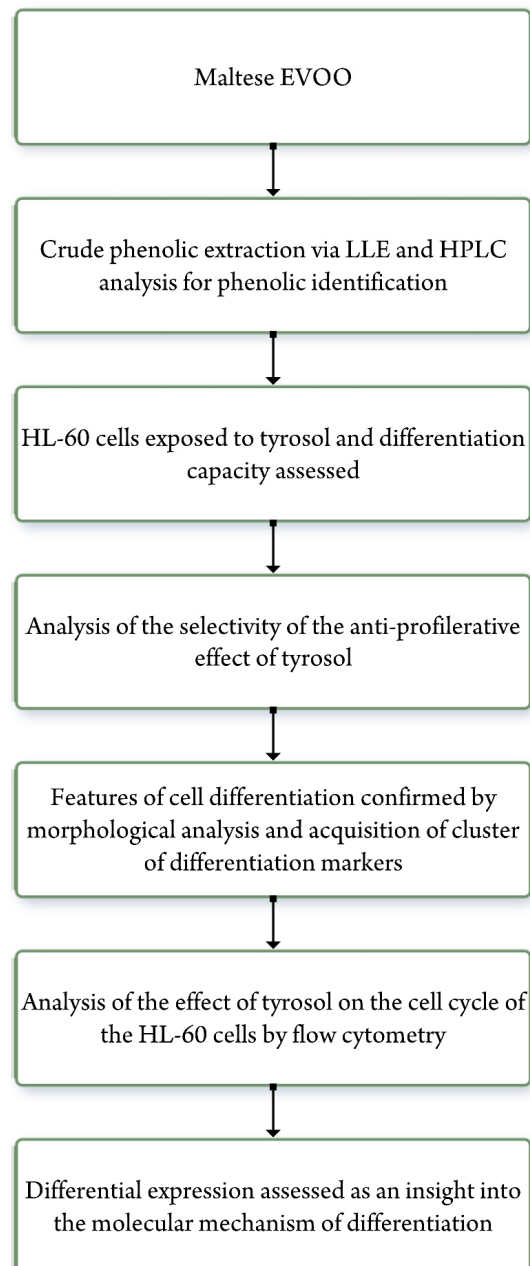 Maltese EVOO
Crude phenolic extraction via LLE and HPLC
analysis for phenolic identification
HL-60 cells exposed to tyrosol and differentiation
capacity assessed
Analysis of the selectivity of the anti-profilerative
effect of tyrosol
Features of cell differentiation confirmed by
morphological analysis and acquisition of cluster
of differentiation markers
Analysis of the effect of tyrosol on the cell cycle of
the HL-60 cells by flow cytometry
Differential expression assessed as an insight into
the molecular mechanism of differentiation